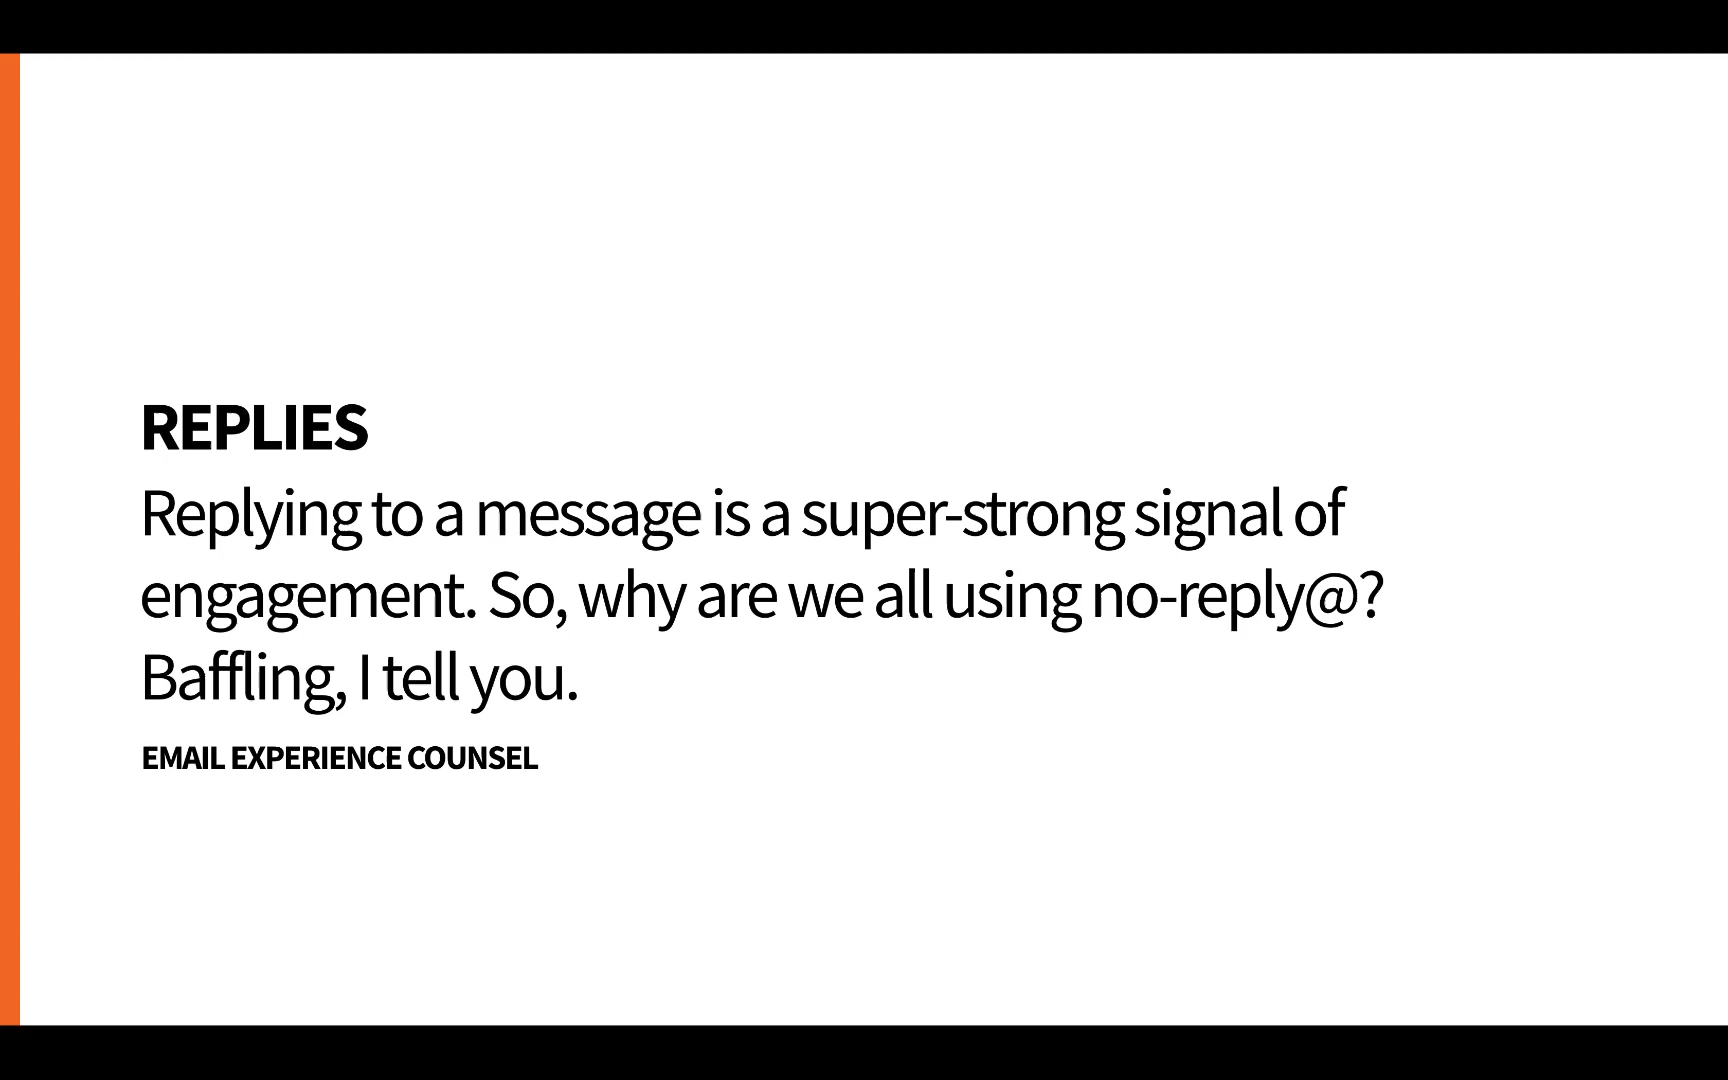 REPLIES
Replying to a message is a super-strong signal of
engagement. So, why are we all using no-reply@?
Baffling, I tell you.
EMAIL EXPERIENCE COUNSEL